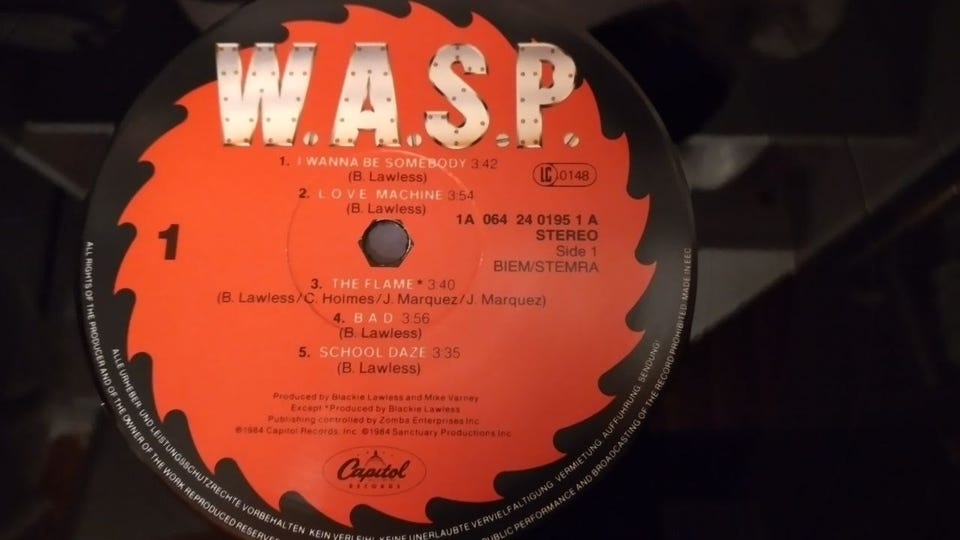 W.A.S.P.
1. I WANNA BE SOMEBODY 3:42
(B. Lawless)
LC 0148
2. LOVE MACHINE 3:54
(B. Lawless)
1A 064 24 0195 1 A
STEREO
Side 1
BIEM/STEMRA
1
3. THE FLAME * 3:40
(B. Lawless/C. Holmes/J. Marquez/J. Marquez)
4. BAD 3:56
(B. Lawless)
5. SCHOOL DAZE 3:35
(B. Lawless)
Produced by Blackie Lawless and Mike Varney
Except *Produced by Blackie Lawless
Publishing controlled by Zomba Enterprises Inc
℗1984 Capitol Records, Inc ©1984 Sanctuary Productions Inc
Capitol
RECORDS
ALLE URHEBER UND LEISTUNGSSCHUTZRECHTE VORBEHALTEN KEIN VERLEIH, KEINE UNERLAUBTE VERVIELFALTIGUNG, VERMIETUNG, AUFFUHRUNG, SENDUNG!
ALL RIGHTS OF THE PRODUCER AND OF THE OWNER OF THE WORK REPRODUCED RESERVED PUBLIC PERFORMANCE AND BROADCASTING OF THE RECORD PROHIBITED. MADE IN EEC